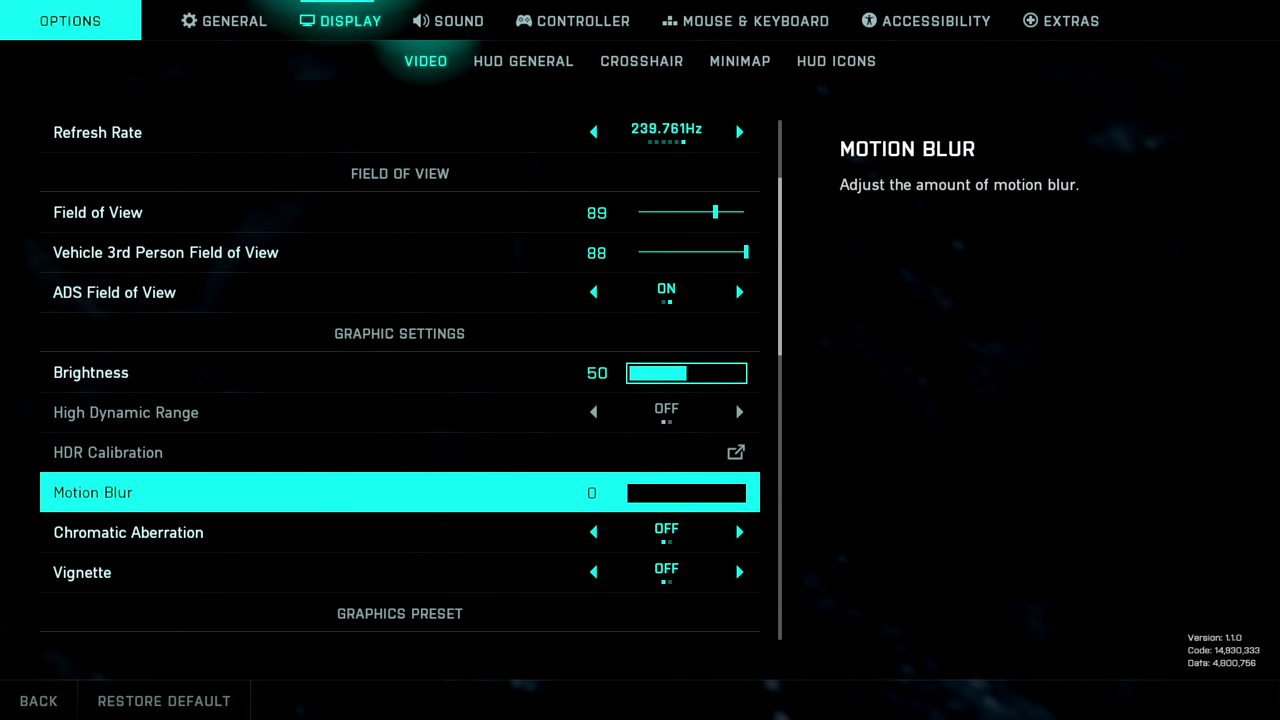 OPTIONS GENERAL DISPLAY SOUND CONTROLLER MOUSE & KEYBOARD ACCESSIBILITY EXTRAS
VIDEO HUD GENERAL CROSSHAIR MINIMAP HUD ICONS
Refresh Rate 239.761Hz
FIELD OF VIEW
Field of View 89
Vehicle 3rd Person Field of View 88
ADS Field of View ON
GRAPHIC SETTINGS
Brightness 50
High Dynamic Range OFF
HDR Calibration
Motion Blur 0
Chromatic Aberration OFF
Vignette OFF
GRAPHICS PRESET
MOTION BLUR
Adjust the amount of motion blur.
Version: 1.1.0
Code: 14,930,333
Data: 4,800,756
BACK RESTORE DEFAULT